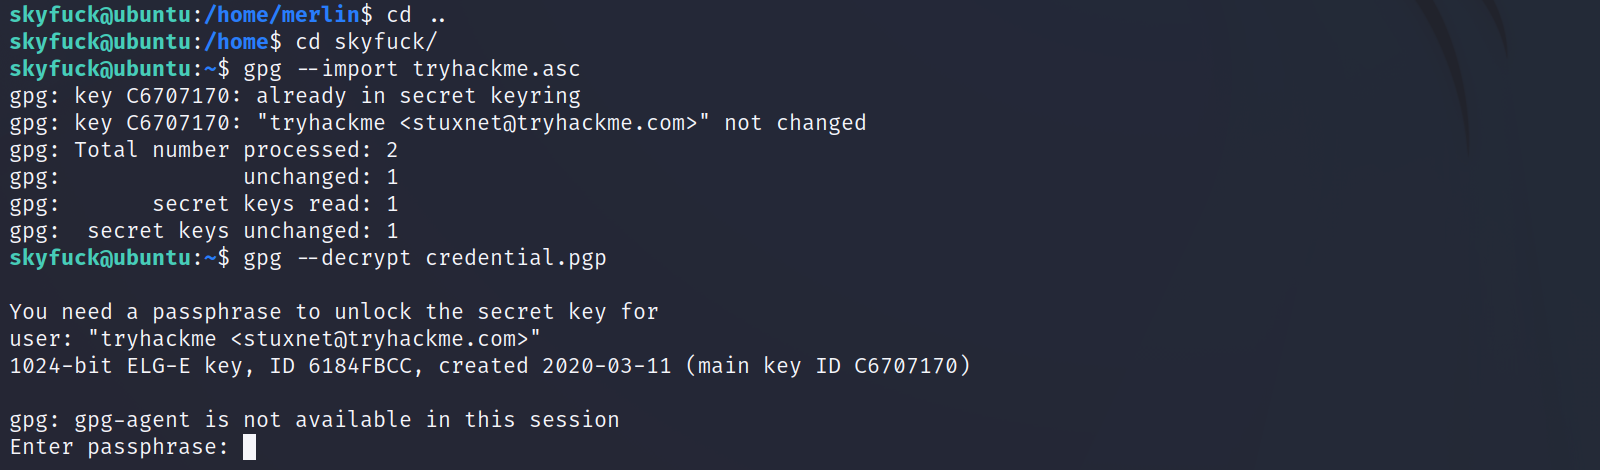 skyfuck@ubuntu:/home/merlin$ cd ..
skyfuck@ubuntu:/home$ cd skyfuck/
skyfuck@ubuntu:~$ gpg --import tryhackme.asc
gpg: key C6707170: already in secret keyring
gpg: key C6707170: "tryhackme <stuxnet@tryhackme.com>" not changed
gpg: Total number processed: 2
gpg:              unchanged: 1
gpg:       secret keys read: 1
gpg:  secret keys unchanged: 1
skyfuck@ubuntu:~$ gpg --decrypt credential.pgp
You need a passphrase to unlock the secret key for
user: "tryhackme <stuxnet@tryhackme.com>"
1024-bit ELG-E key, ID 6184FBCC, created 2020-03-11 (main key ID C6707170)
gpg: gpg-agent is not available in this session
Enter passphrase: